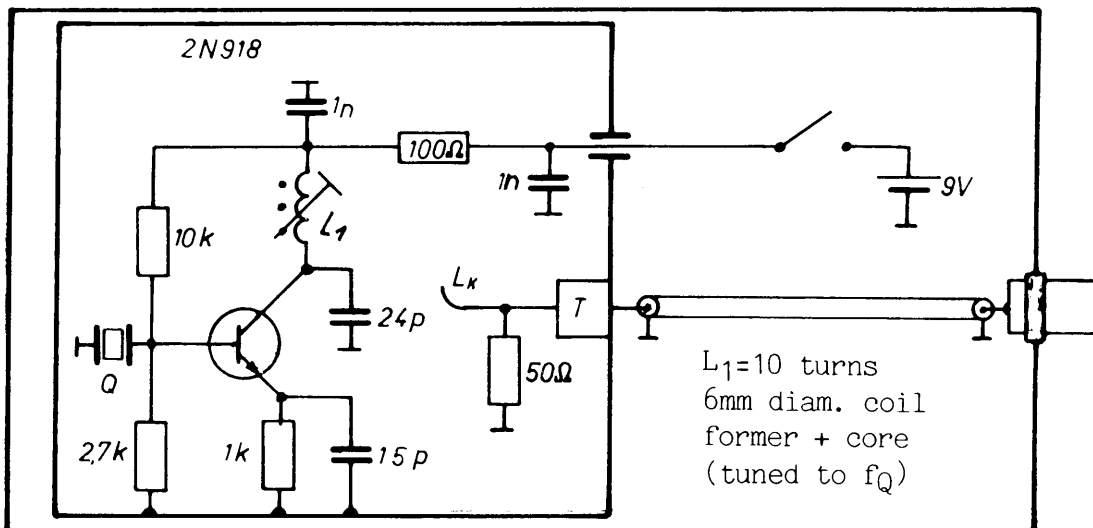 2N918
1n
100Ω
1n
9V
10k
L1
LK
T
24p
Q
50Ω
2,7k
1k
15p
L1=10 turns
6mm diam. coil
former + core
(tuned to fQ)